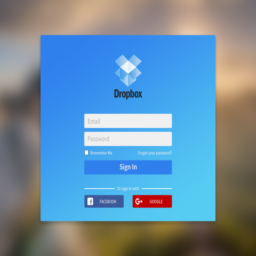 Dropbox
Email
Password
Remember Me
Forgot your password?
Sign In
or sign in with
FACEBOOK
GOOGLE